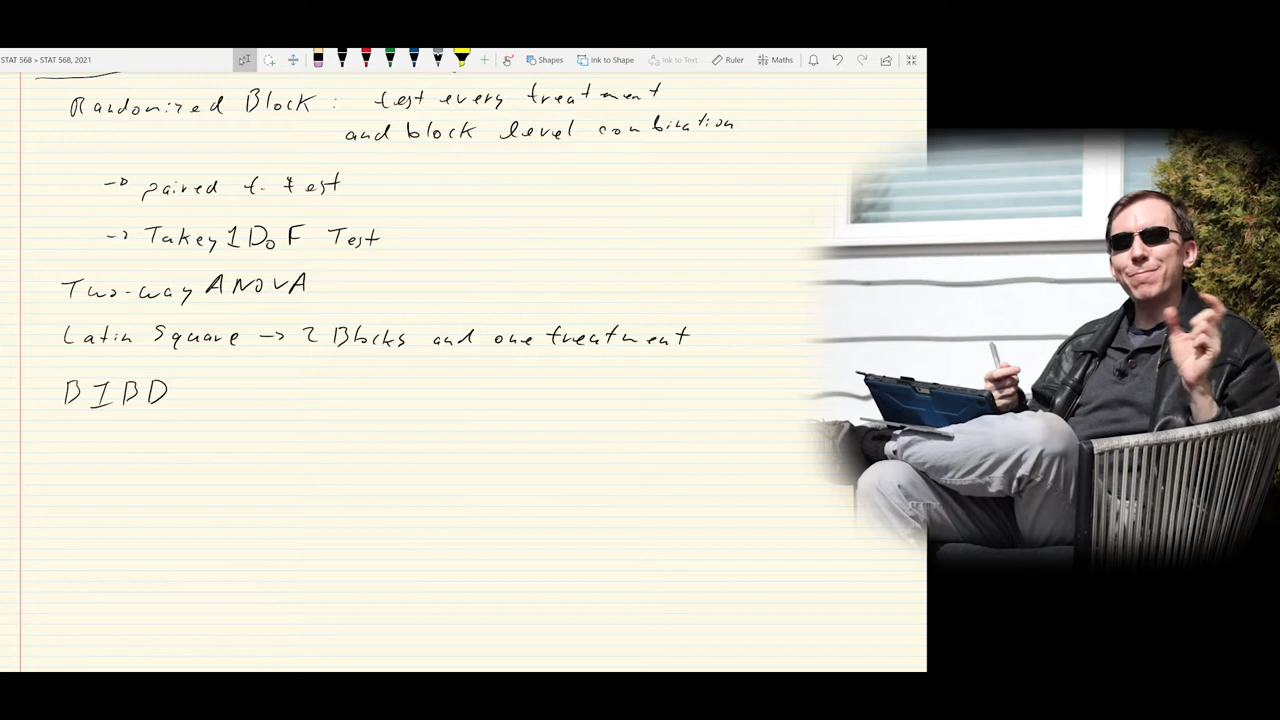 STAT 568 » STAT 568, 2021
Shapes
Ink to Shape
Ink to Text
Ruler
Maths
Randomized Block : test every treatment
and block level combination
→ paired t-test
→ Takey 1 DoF Test
Two-way ANOVA
Latin Square → 2 Blocks and one treatment
BIBD